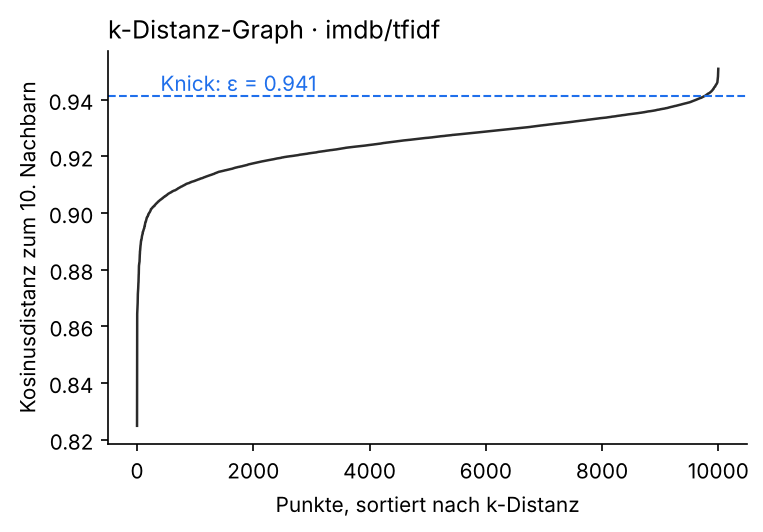 k-Distanz-Graph · imdb/tfidf
Knick: ε = 0.941
Kosinusdistanz zum 10. Nachbarn
0.94
0.92
0.90
0.88
0.86
0.84
0.82
0 2000 4000 6000 8000 10000
Punkte, sortiert nach k-Distanz